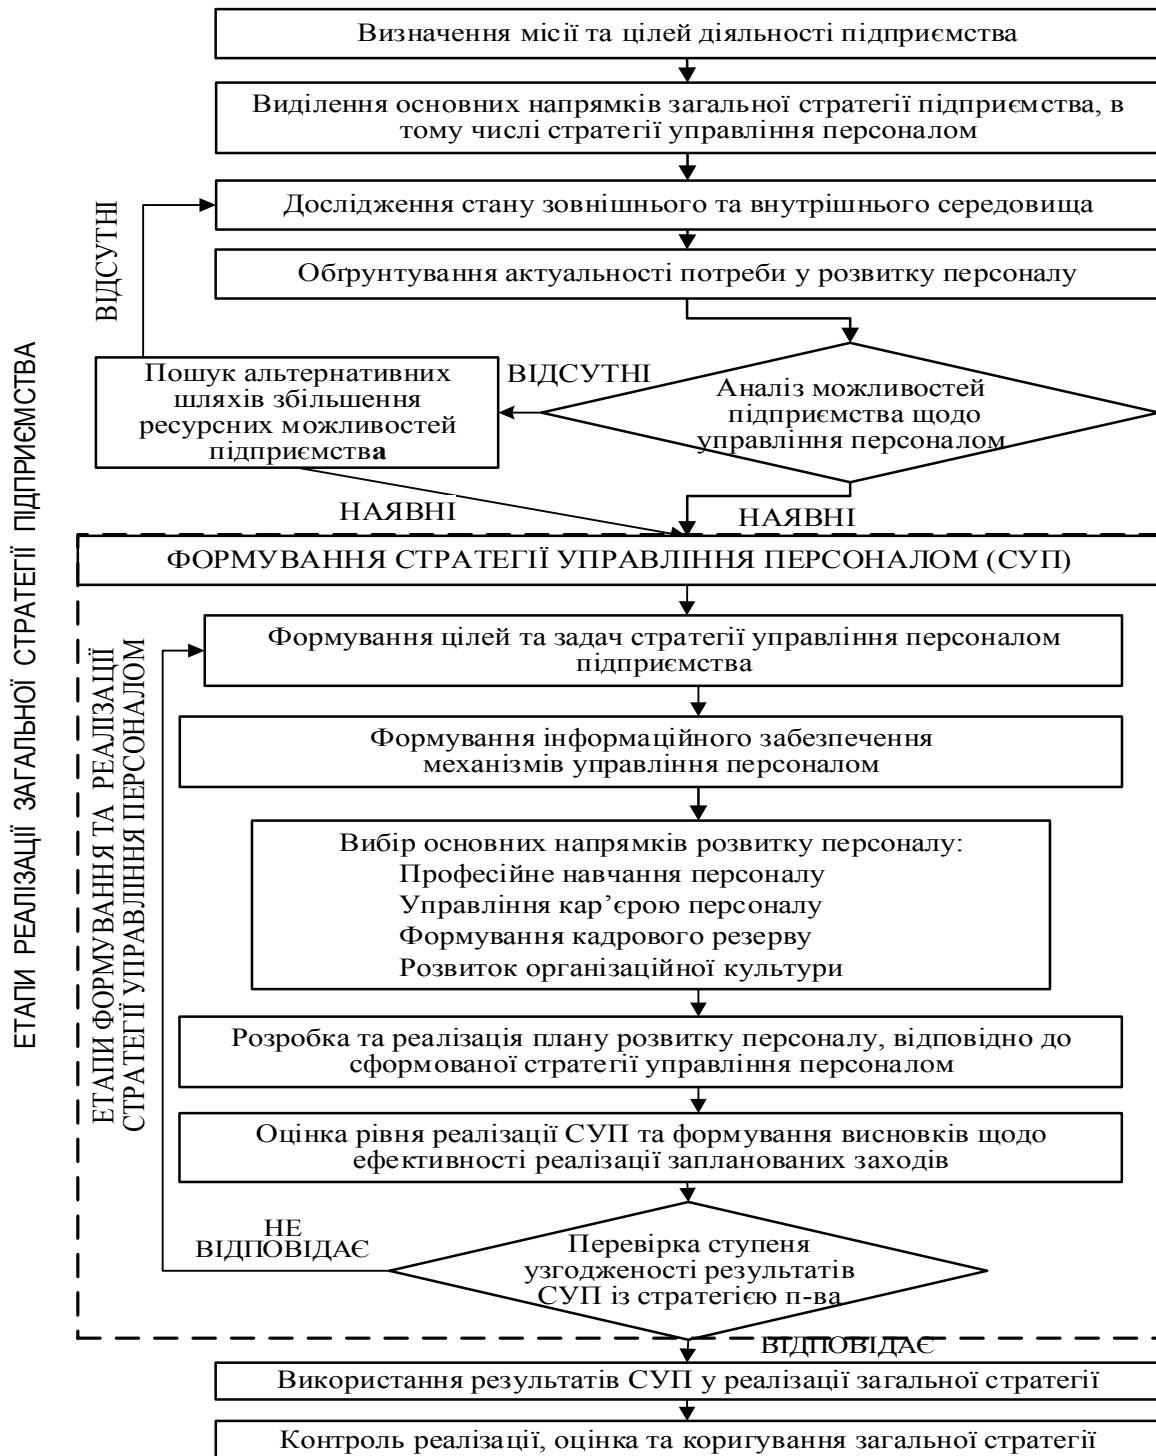 Визначення місії та цілей діяльності підприємства
Виділення основних напрямків загальної стратегії підприємства, в
тому числі стратегії управління персоналом
Дослідження стану зовнішнього та внутрішнього середовища
Обґрунтування актуальності потреби у розвитку персоналу
ВІДСУТНІ
Пошук альтернативних
шляхів збільшення
ресурсних можливостей
підприємства
ВІДСУТНІ
Аналіз можливостей
підприємства щодо
управління персоналом
НАЯВНІ
НАЯВНІ
ЕТАПИ РЕАЛІЗАЦІЇ ЗАГАЛЬНОЇ СТРАТЕГІЇ ПІДПРИЄМСТВА
ФОРМУВАННЯ СТРАТЕГІЇ УПРАВЛІННЯ ПЕРСОНАЛОМ (СУП)
ЕТАПИ ФОРМУВАННЯ ТА РЕАЛІЗАЦІЇ
СТРАТЕГІЇ УПРАВЛІННЯ ПЕРСОНАЛОМ
Формування цілей та задач стратегії управління персоналом
підприємства
Формування інформаційного забезпечення
механізмів управління персоналом
Вибір основних напрямків розвитку персоналу:
Професійне навчання персоналу
Управління кар’єрою персоналу
Формування кадрового резерву
Розвиток організаційної культури
Розробка та реалізація плану розвитку персоналу, відповідно до
сформованої стратегії управління персоналом
Оцінка рівня реалізації СУП та формування висновків щодо
ефективності реалізації запланованих заходів
НЕ
ВІДПОВІДАЄ
Перевірка ступеня
узгодженості результатів
СУП із стратегією п-ва
ВІДПОВІДАЄ
Використання результатів СУП у реалізації загальної стратегії
Контроль реалізації, оцінка та коригування загальної стратегії